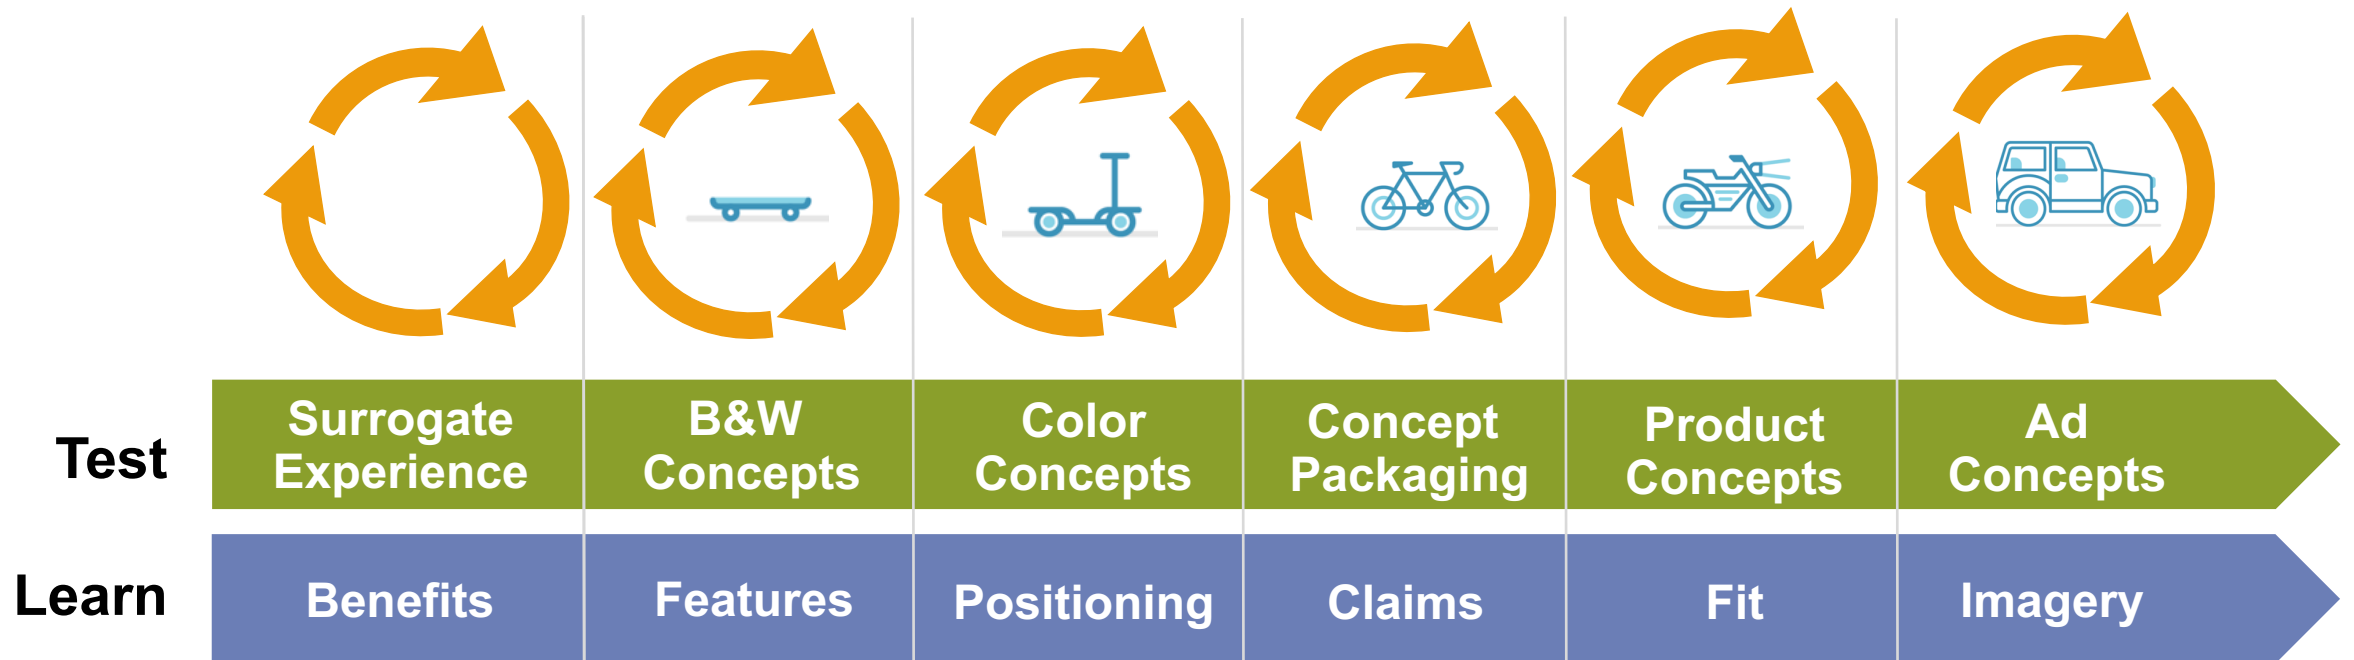 Test
Surrogate
Experience
B&W
Concepts
Color
Concepts
Concept
Packaging
Product
Concepts
Ad
Concepts
Learn
Benefits
Features
Positioning
Claims
Fit
Imagery